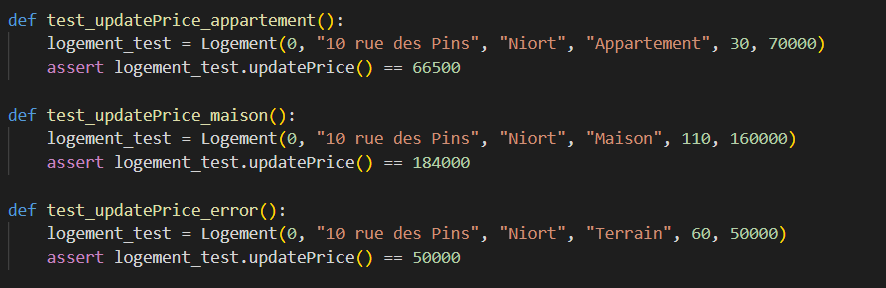 def test_updatePrice_appartement():
    logement_test = Logement(0, "10 rue des Pins", "Niort", "Appartement", 30, 70000)
    assert logement_test.updatePrice() == 66500

def test_updatePrice_maison():
    logement_test = Logement(0, "10 rue des Pins", "Niort", "Maison", 110, 160000)
    assert logement_test.updatePrice() == 184000

def test_updatePrice_error():
    logement_test = Logement(0, "10 rue des Pins", "Niort", "Terrain", 60, 50000)
    assert logement_test.updatePrice() == 50000